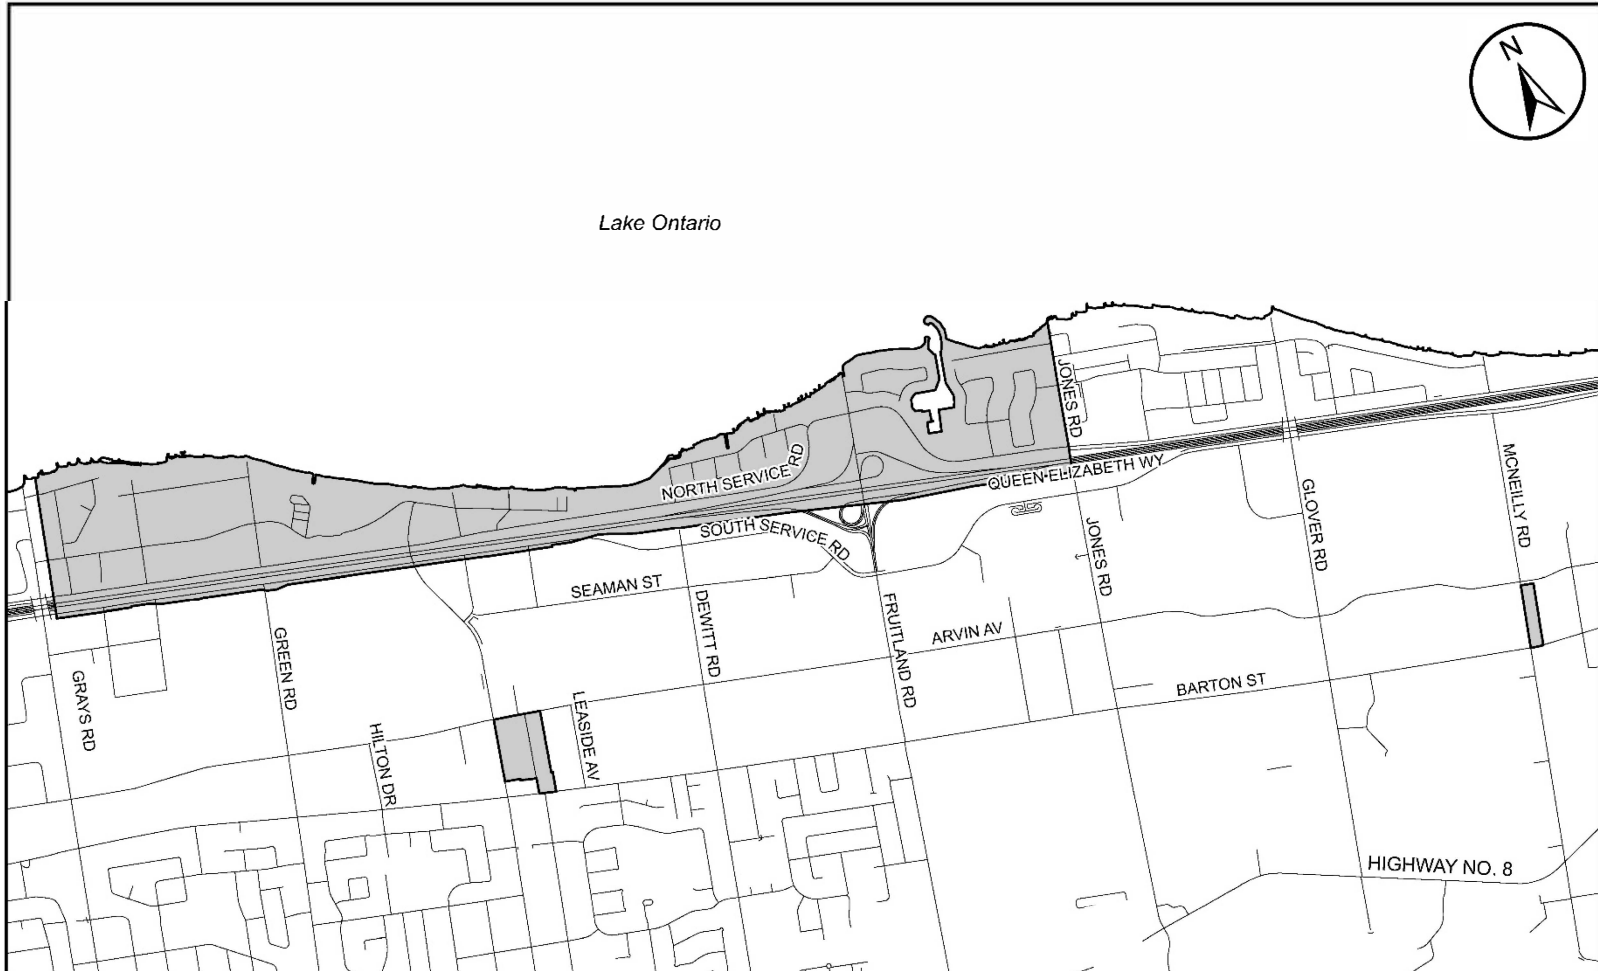 N
Lake Ontario
JONES RD
NORTH SERVICE RD
QUEEN ELIZABETH WY
MCNEILLY RD
SOUTH SERVICE RD
GLOVER RD
JONES RD
SEAMAN ST
DEWITT RD
FRUITLAND RD
ARVIN AV
GREEN RD
GRAYS RD
BARTON ST
LEASIDE AV
HILTON DR
HIGHWAY NO. 8